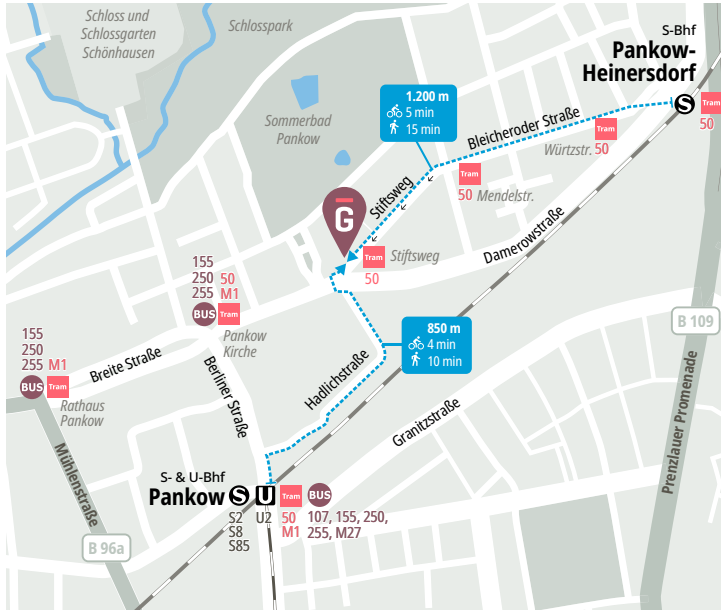 Schloss und
Schlossgarten
Schönhausen
Schlosspark
S-Bhf
Pankow-
Heinersdorf
S
Tram
50
1.200 m
5 min
15 min
Sommerbad
Pankow
Bleicheroder Straße
Tram
Würtzstr. 50
Tram
50 Mendelstr.
Stiftsweg
G
Tram
Stiftsweg
50
Damerowstraße
155
250 50
255 M1
BUS Tram
Pankow
Kirche
B 109
155
250
255 M1
BUS Tram
Rathaus
Pankow
Breite Straße
Berliner Straße
850 m
4 min
10 min
Hadlichstraße
Granitzstraße
Prenzlauer Promenade
Mühlenstraße
B 96a
S- & U-Bhf
Pankow S U Tram BUS
S2 U2 50 107, 155, 250,
S8 M1 255, M27
S85